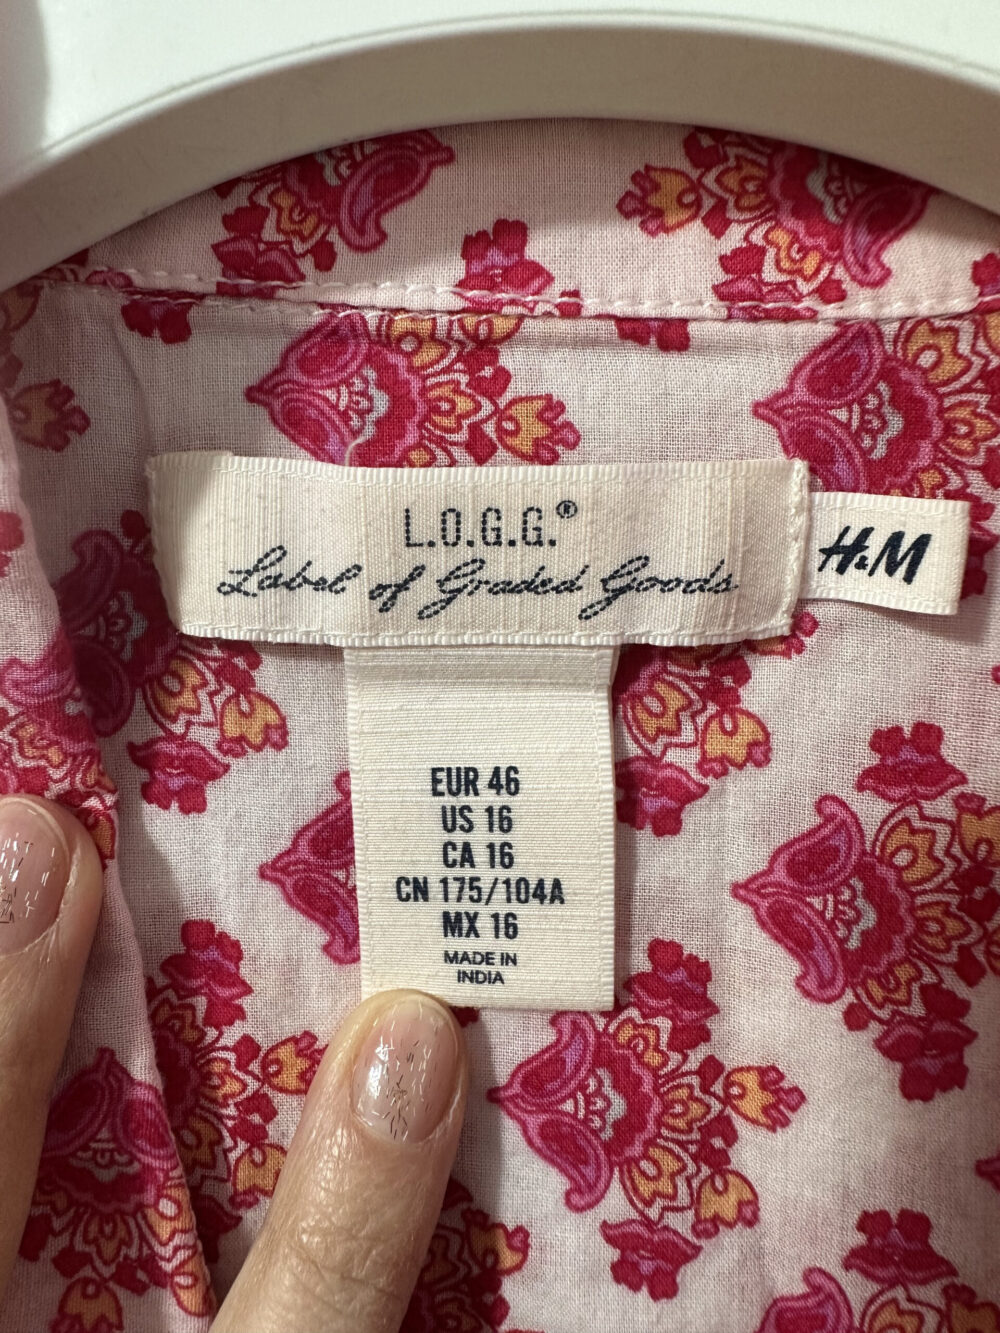 L.O.G.G.®
Label of Graded Goods
H&M
EUR 46
US 16
CA 16
CN 175/104A
MX 16
MADE IN
INDIA